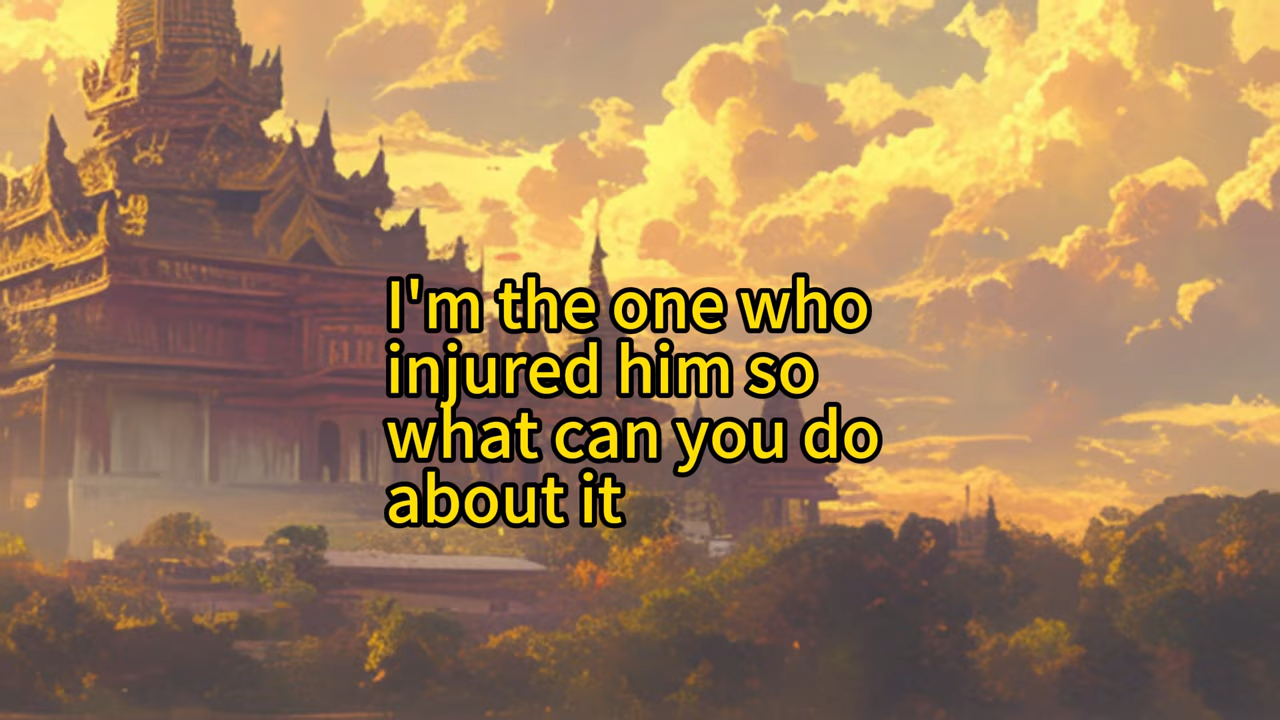 I'm the one who
injured him so
what can you do
about it